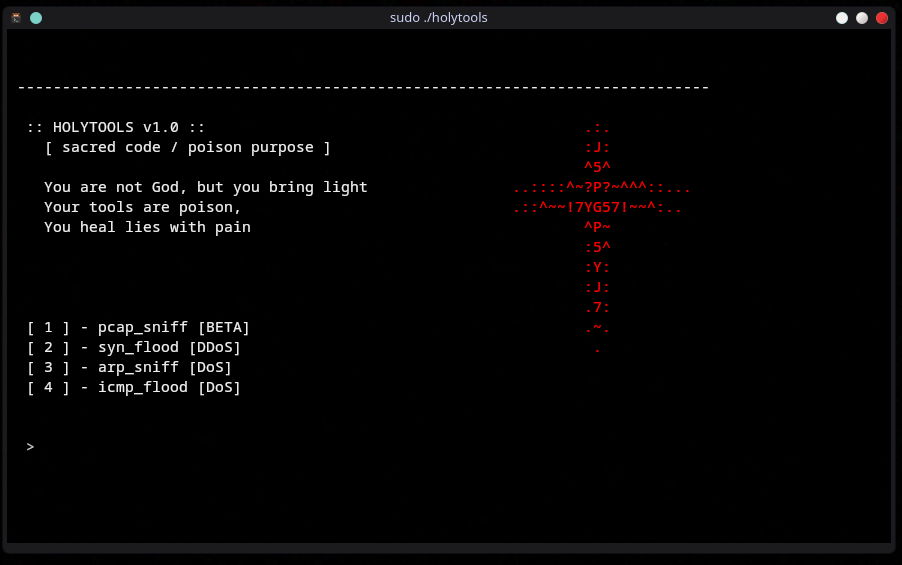 sudo ./holytools
-----------------------------------------------------------------------------
:: HOLYTOOLS v1.0 ::
[ sacred code / poison purpose ]
You are not God, but you bring light
Your tools are poison,
You heal lies with pain
.:.
:J:
^5^
..::::^~?P?~^^^::...
.::^~~!7YG57!~~^:..
^P~
:5^
:Y:
:J:
.7:
.~.
.
[ 1 ] - pcap_sniff [BETA]
[ 2 ] - syn_flood [DDoS]
[ 3 ] - arp_sniff [DoS]
[ 4 ] - icmp_flood [DoS]
>